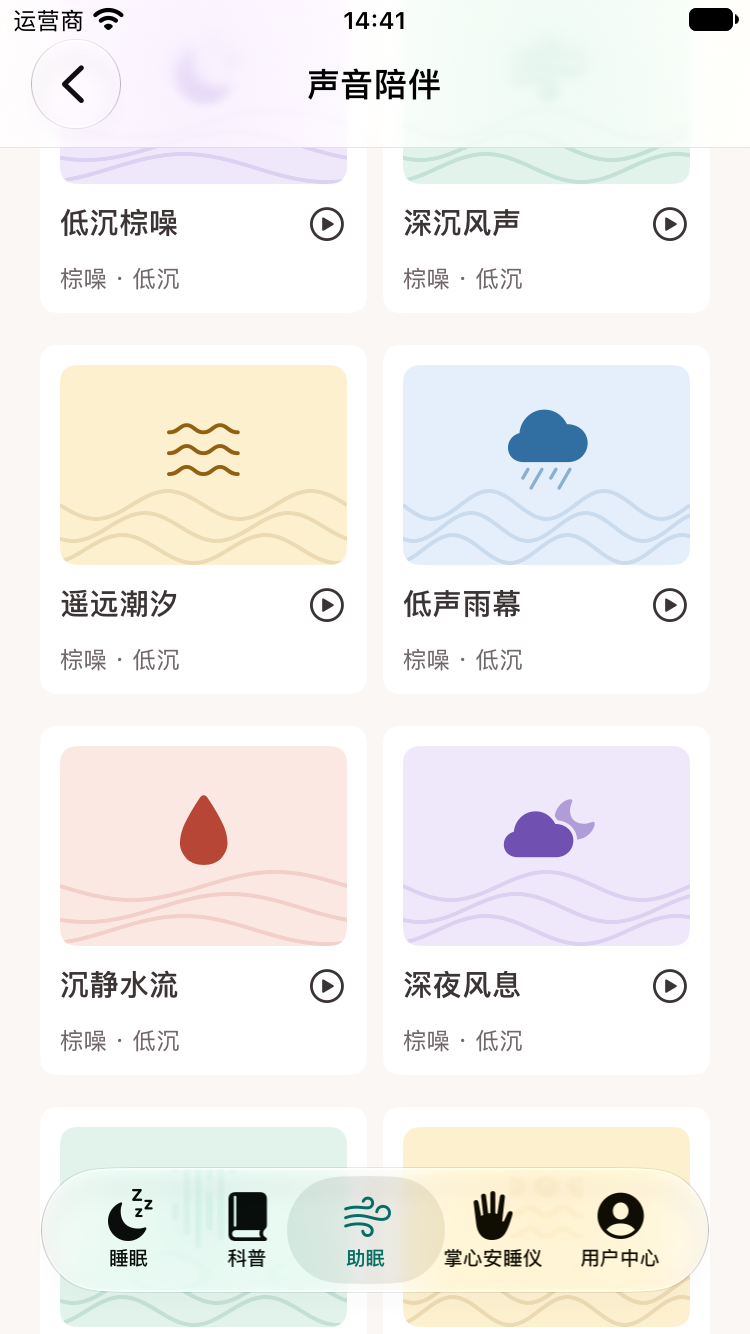 运营商
14:41
声音陪伴
低沉棕噪
深沉风声
棕噪 · 低沉
棕噪 · 低沉
遥远潮汐
低声雨幕
棕噪 · 低沉
棕噪 · 低沉
沉静水流
深夜风息
棕噪 · 低沉
棕噪 · 低沉
睡眠
科普
助眠
掌心安睡仪
用户中心